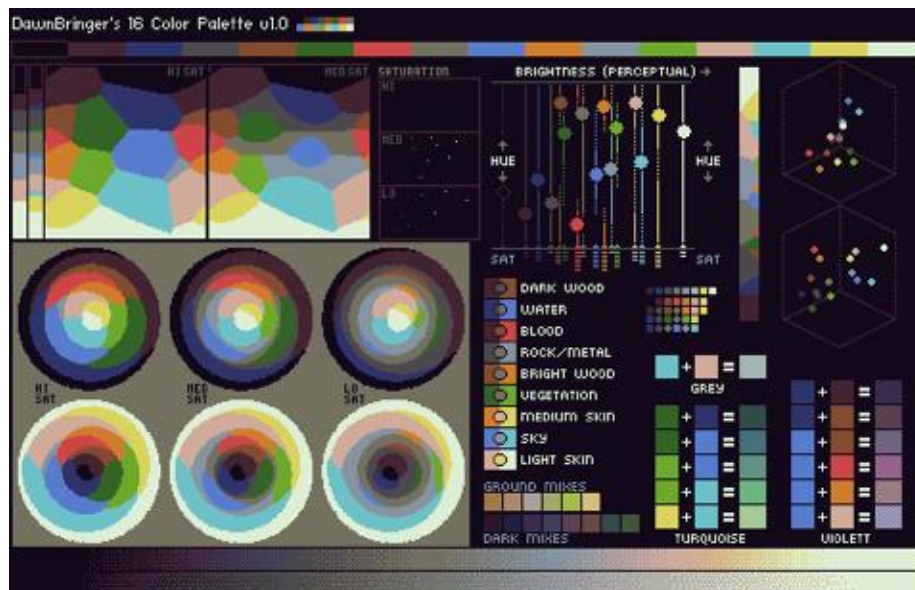 DawnBringer's 16 Color Palette v1.0
HI SAT
MED SAT
SATURATION
HI
MED
LO
BRIGHTNESS (PERCEPTUAL) →
HUE
HUE
SAT
SAT
DARK WOOD
WATER
BLOOD
ROCK/METAL
BRIGHT WOOD
VEGETATION
MEDIUM SKIN
SKY
LIGHT SKIN
GROUND MIXES
DARK MIXES
+ =
GREY
+ =
+ =
+ =
+ =
+ =
TURQUOISE
+ =
+ =
+ =
+ =
+ =
VIOLETT
HI
SAT
MED
SAT
LO
SAT